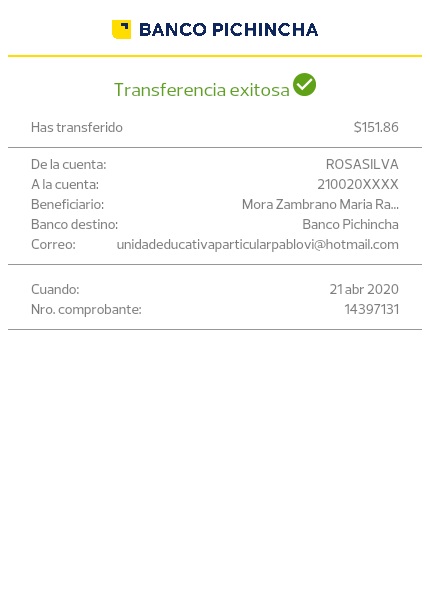 BANCO PICHINCHA
Transferencia exitosa
Has transferido $151.86
De la cuenta: ROSASILVA
A la cuenta: 210020XXXX
Beneficiario: Mora Zambrano Maria Ra...
Banco destino: Banco Pichincha
Correo: unidadeducativaparticularpablovi@hotmail.com
Cuando: 21 abr 2020
Nro. comprobante: 14397131